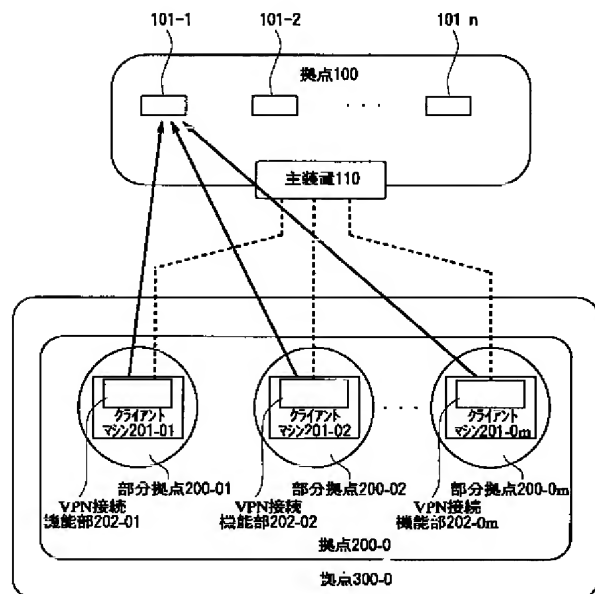 101-1
101-2
101 n
拠点100
・・・
主装置110
クライアント
マシン201-01
クライアント
マシン201-02
・・・・
クライアント
マシン201-0m
部分拠点200-01
部分拠点200-02
部分拠点200-0m
VPN接続
機能部202-01
VPN接続
機能部202-02
VPN接続
機能部202-0m
拠点200-0
拠点300-0